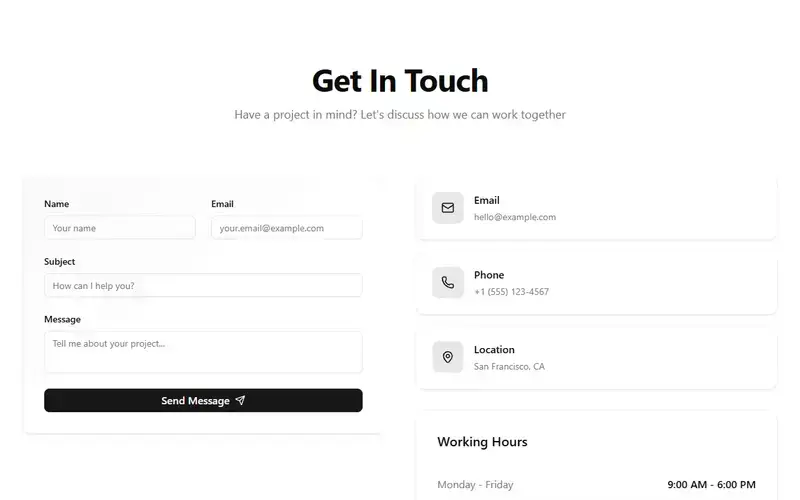 Get In Touch
Have a project in mind? Let's discuss how we can work together
Name
Your name
Email
your.email@example.com
Subject
How can I help you?
Message
Tell me about your project...
Send Message
Email
hello@example.com
Phone
+1 (555) 123-4567
Location
San Francisco, CA
Working Hours
Monday - Friday
9:00 AM - 6:00 PM